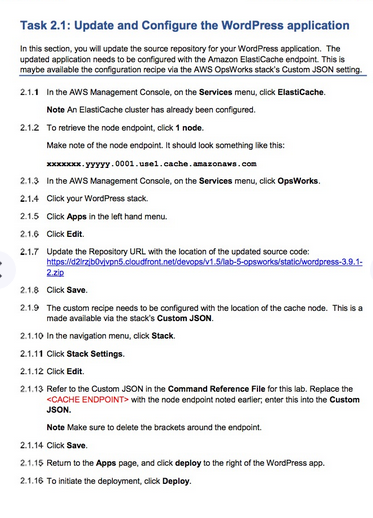 Task 2.1: Update and Configure the WordPress application
In this section, you will update the source repository for your WordPress application. The
updated application needs to be configured with the Amazon ElastiCache endpoint. This is
maybe available the configuration recipe via the AWS OpsWorks stack's Custom JSON setting.
2.1.1 In the AWS Management Console, on the Services menu, click ElastiCache.
Note An ElastiCache cluster has already been configured.
2.1.2 To retrieve the node endpoint, click 1 node.
Make note of the node endpoint. It should look something like this:
xxxxxxx.yyyyy.0001.use1.cache.amazonaws.com
2.1.3 In the AWS Management Console, on the Services menu, click OpsWorks.
2.1.4 Click your WordPress stack.
2.1.5 Click Apps in the left hand menu.
2.1.6 Click Edit.
2.1.7 Update the Repository URL with the location of the updated source code:
https://d2lrzjb0vjvpn5.cloudfront.net/devops/v1.5/lab-5-opsworks/static/wordpress-3.9.1-
2.zip
2.1.8 Click Save.
2.1.9 The custom recipe needs to be configured with the location of the cache node. This is a
made available via the stack's Custom JSON.
2.1.10 In the navigation menu, click Stack.
2.1.11 Click Stack Settings.
2.1.12 Click Edit.
2.1.13 Refer to the Custom JSON in the Command Reference File for this lab. Replace the
<CACHE ENDPOINT> with the node endpoint noted earlier; enter this into the Custom
JSON.
Note Make sure to delete the brackets around the endpoint.
2.1.14 Click Save.
2.1.15 Return to the Apps page, and click deploy to the right of the WordPress app.
2.1.16 To initiate the deployment, click Deploy.